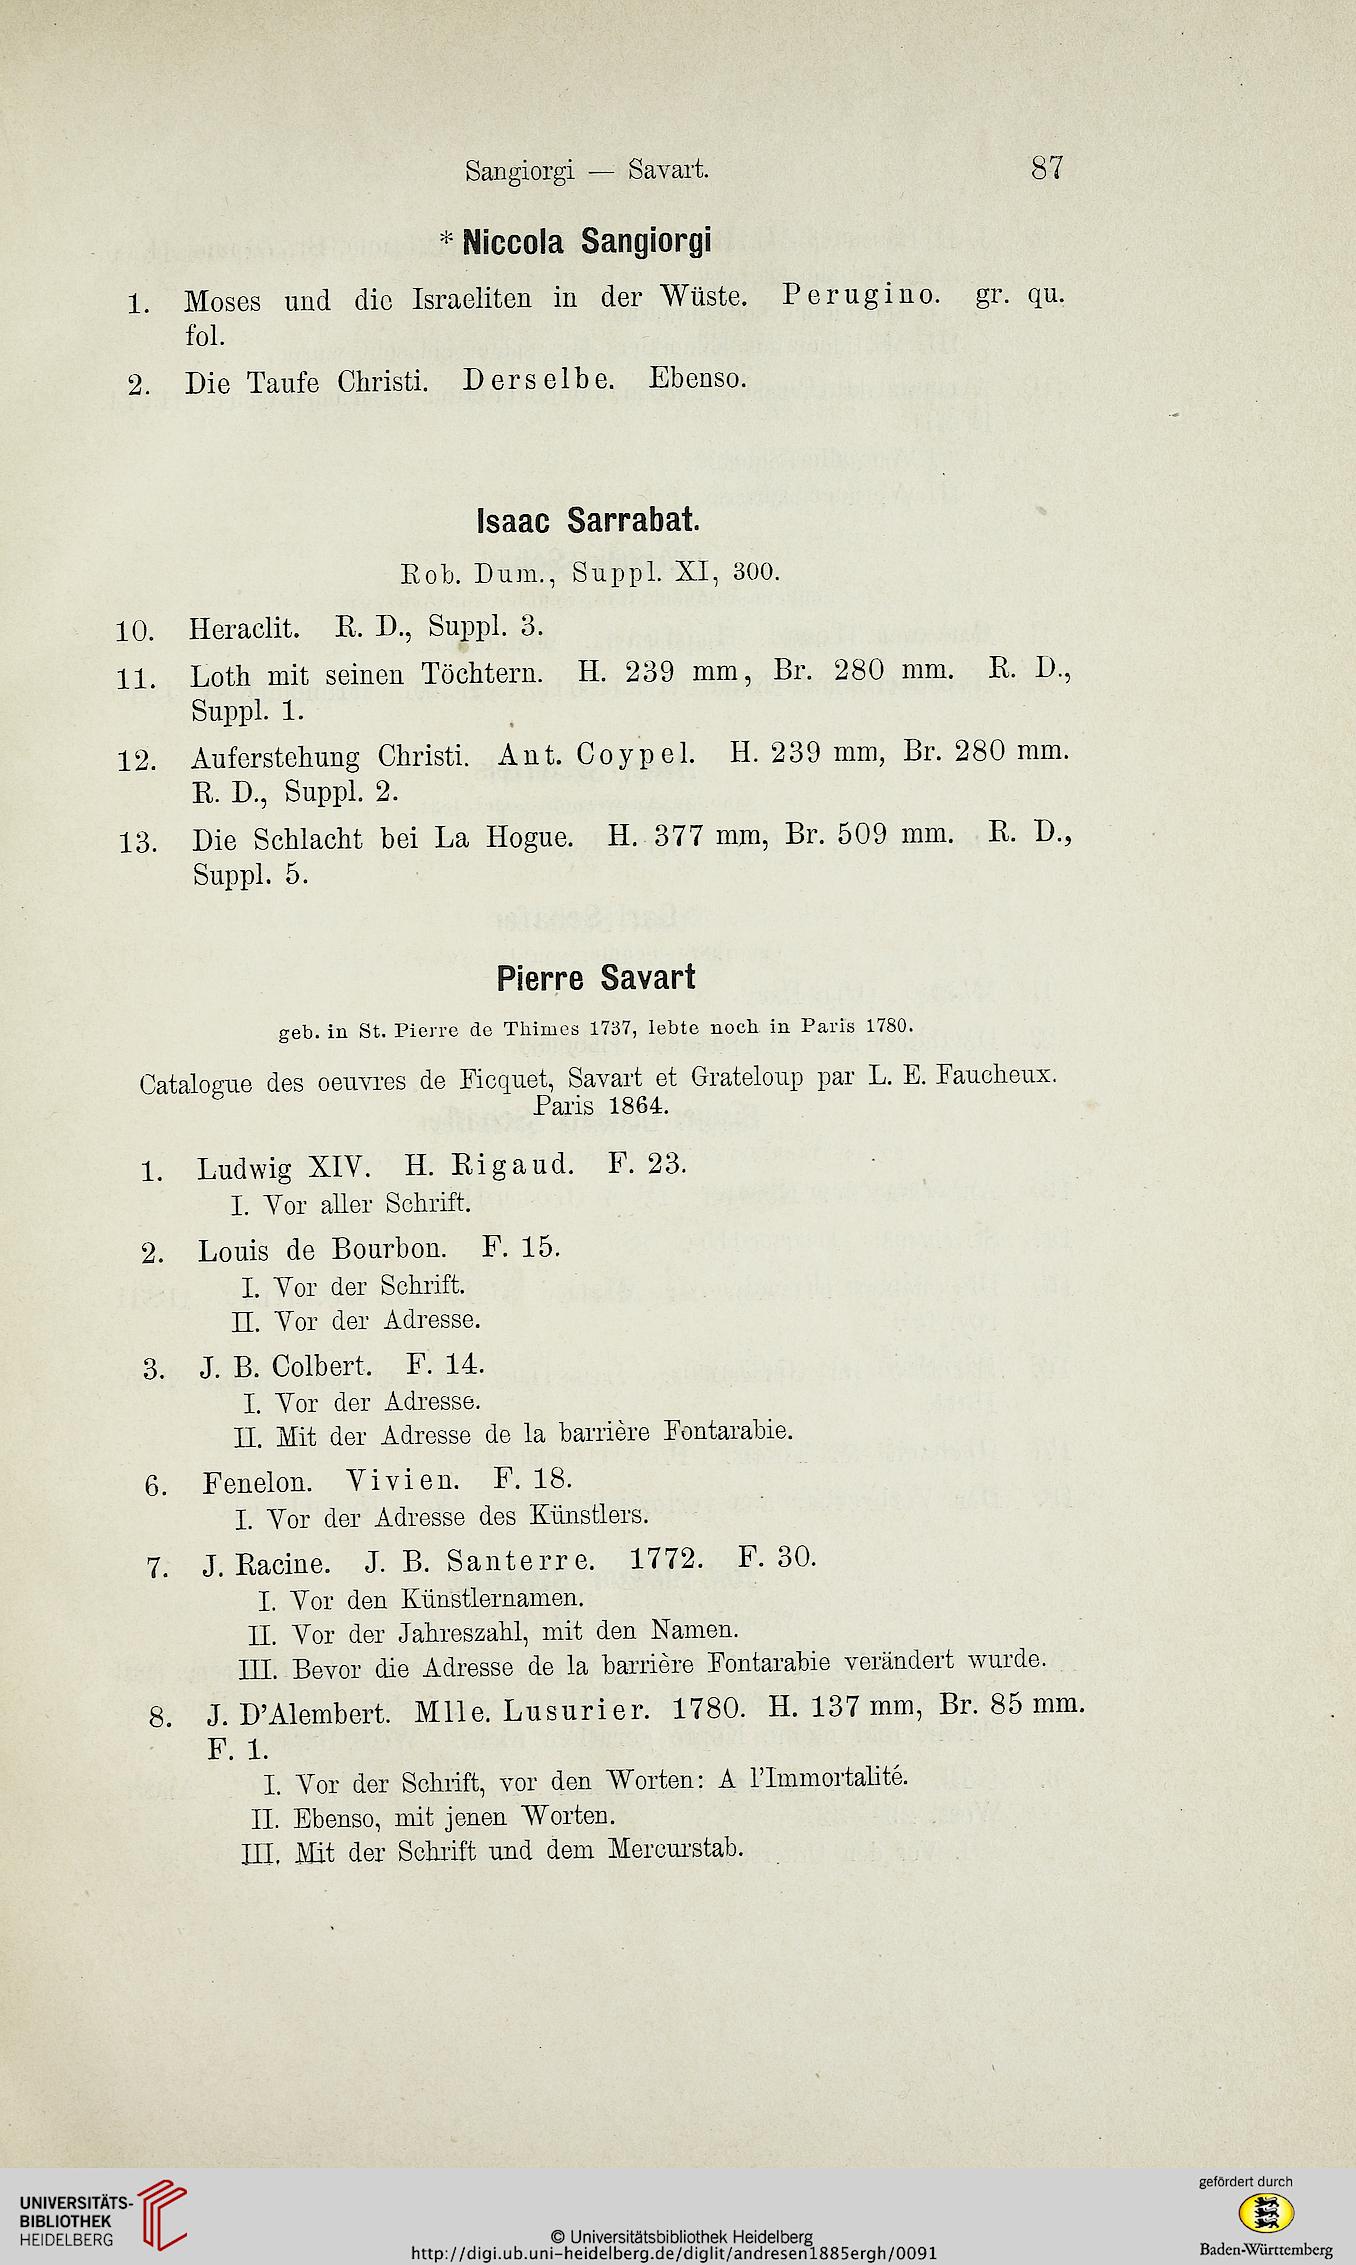 Sangiorgi — Savart. 87
* Niccola Sangiorgi
1. Moses und die Israeliten in der Wüste. Perugino. gr. qu.
fol.
2. Die Taufe Christi. Derselbe. Ebenso.
Isaac Sarrabat.
Rob. Dum., Suppl. XI, 300.
10. Heraclit. R. D., Suppl. 3.
11. Loth mit seinen Töchtern. H. 239 mm, Br. 280 mm. R. D.,
Suppl. 1.
12. Auferstehung Christi. Ant. Coypel. H. 239 mm, Br. 280 mm.
R. D., Suppl. 2.
13. Die Schlacht bei La Hogue. H. 377 mm, Br. 509 mm. R. D.,
Suppl. 5.
Pierre Savart
geb. in St. Pierre de Thimes 1737, lebte noch in Paris 1780.
Catalogue des oeuvres de Ficquet, Savart et Grateloup par L. E. Faucheux.
Paris 1864.
1. Ludwig XIV. H. Rigaud. F. 23.
I. Vor aller Schrift.
2. Louis de Bourbon. F. 15.
I. Vor der Schrift.
II. Vor der Adresse.
3. J. B. Colbert. F. 14.
I. Vor der Adresse.
II. Mit der Adresse de la barrière Fontarabie.
6. Fenelon. Vivien. F. 18.
I. Vor der Adresse des Künstlers.
7. J. Racine. J. B. Santerre. 1772. F. 30.
I. Vor den Künstlernamen.
II. Vor der Jahreszahl, mit den Namen.
III. Bevor die Adresse de la barrière Fontarabie verändert wurde.
8. J. D'Alembert. Mlle. Lusurier. 1780. H. 137 mm, Br. 85 mm.
F. 1.
I. Vor der Schrift, vor den Worten: A l'Immortalité.
II. Ebenso, mit jenen Worten.
III. Mit der Schrift und dem Mercurstab.
UNIVERSITÄTS-
BIBLIOTHEK
HEIDELBERG
© Universitätsbibliothek Heidelberg
http://digi.ub.uni-heidelberg.de/diglit/andresen1885ergh/0091
gefördert durch
Baden-Württemberg